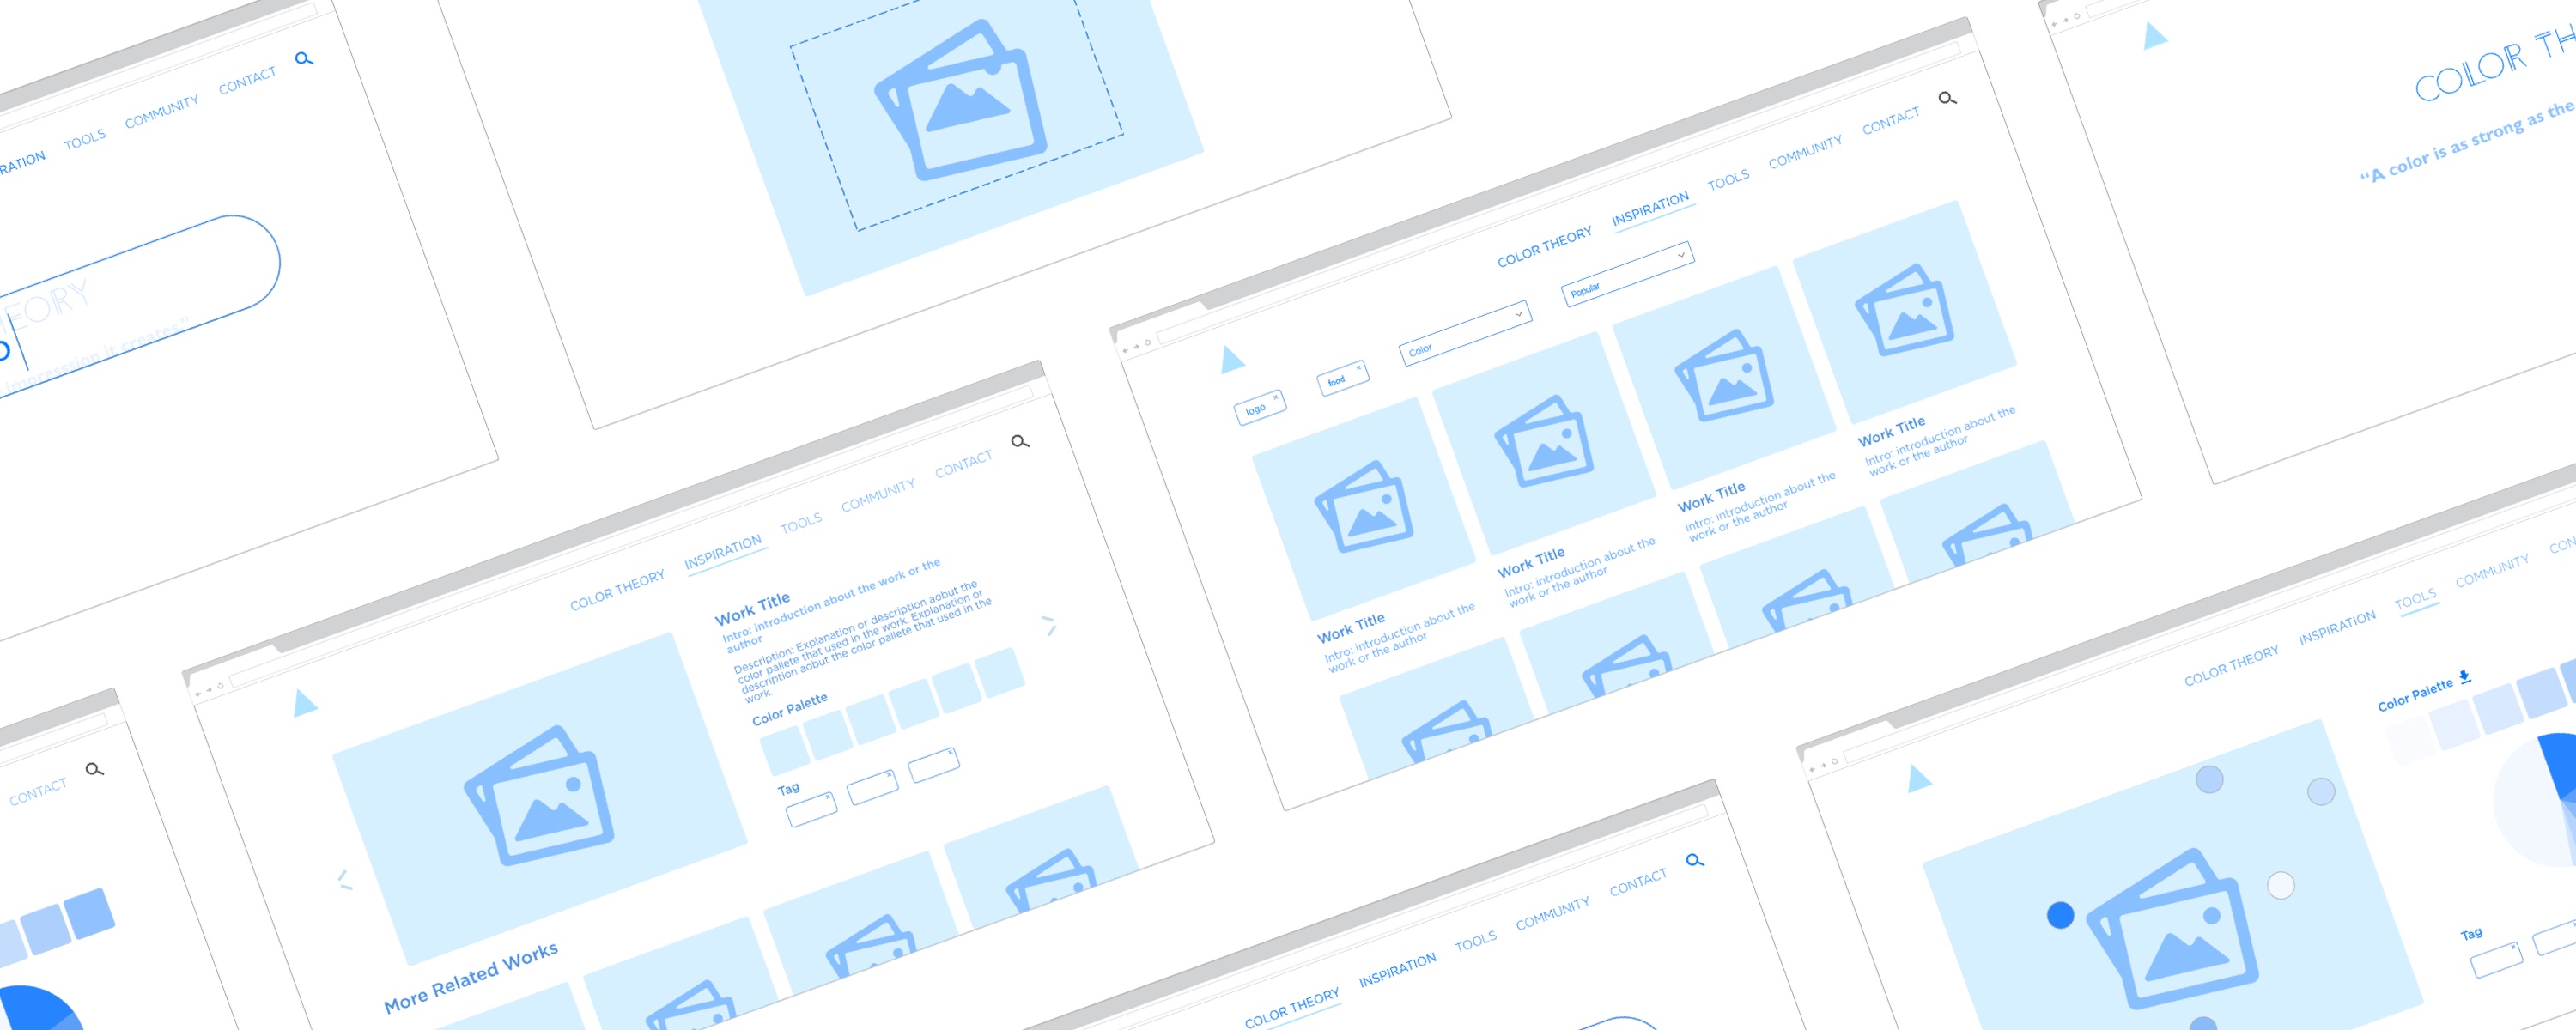 RATION
TOOLS
COMMUNITY
CONTACT
EORY
impression it creates”
COLOR THEORY
INSPIRATION
TOOLS
COMMUNITY
CONTACT
logo
food
Color
Popular
Work Title
Intro: introduction about the
work or the author
Work Title
Intro: introduction about the
work or the author
Work Title
Intro: introduction about the
work or the author
Work Title
Intro: introduction about the
work or the author
COLOR TH
“A color is as strong as the
COLOR THEORY
INSPIRATION
TOOLS
COMMUNITY
CONTACT
Work Title
Intro: introduction about the work or the
author
Description: Explanation or description aobut the
color pallete that used in the work. Explanation or
description aobut the color pallete that used in the
work.
Color Palette
Tag
More Related Works
CONTACT
COLOR THEORY
INSPIRATION
TOOLS
COMMUNITY
CONTACT
COLOR THEORY
INSPIRATION
TOOLS
COMMUNITY
CON
Color Palette
Tag